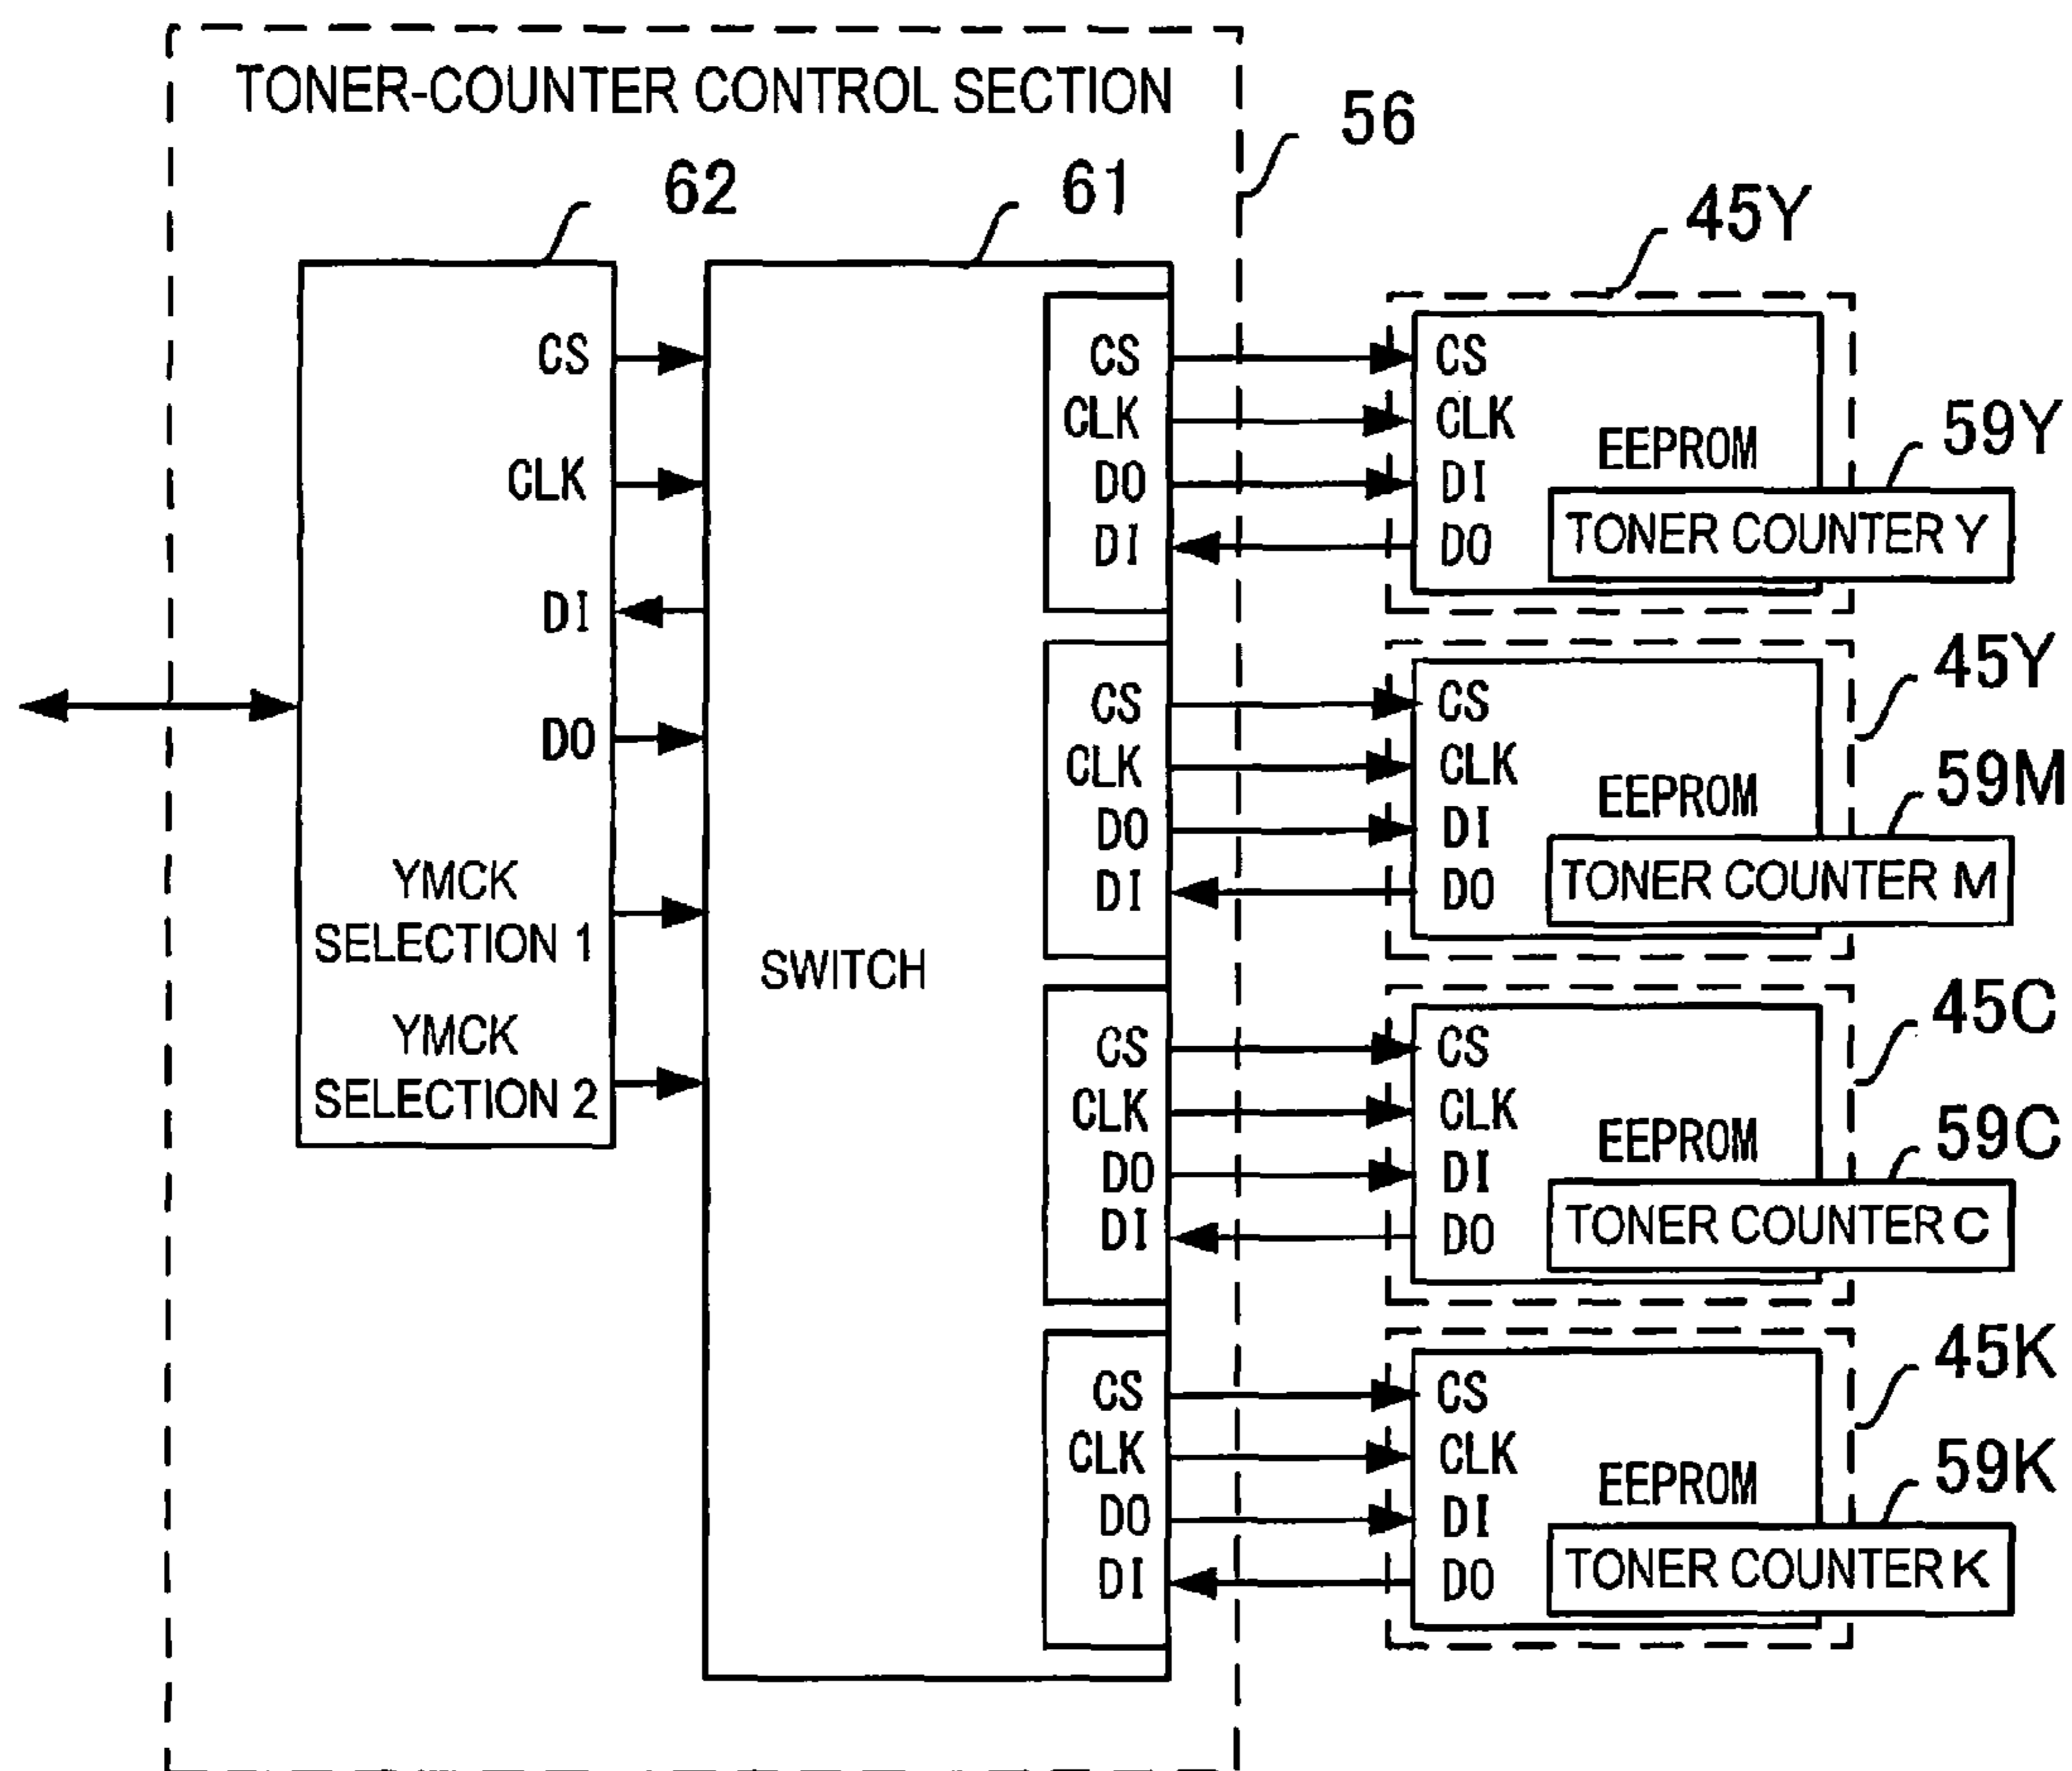 TONER-COUNTER CONTROL SECTION
56
62
61
CS
CLK
DI
DO
YMCK
SELECTION 1
YMCK
SELECTION 2
SWITCH
CS
CLK
DO
DI
CS
CLK
DO
DI
CS
CLK
DO
DI
CS
CLK
DO
DI
45Y
CS
CLK
DI
DO
EEPROM
59Y
TONER COUNTER Y
45Y
CS
CLK
DI
DO
EEPROM
59M
TONER COUNTER M
45C
CS
CLK
DI
DO
EEPROM
59C
TONER COUNTER C
45K
CS
CLK
DI
DO
EEPROM
59K
TONER COUNTER K